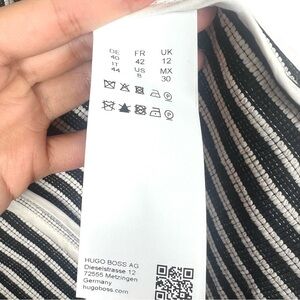 DE FR UK
40 42 12
IT US MX
44 8 30
HUGO BOSS AG
Dieselstrasse 12
72555 Metzingen
Germany
hugoboss.com